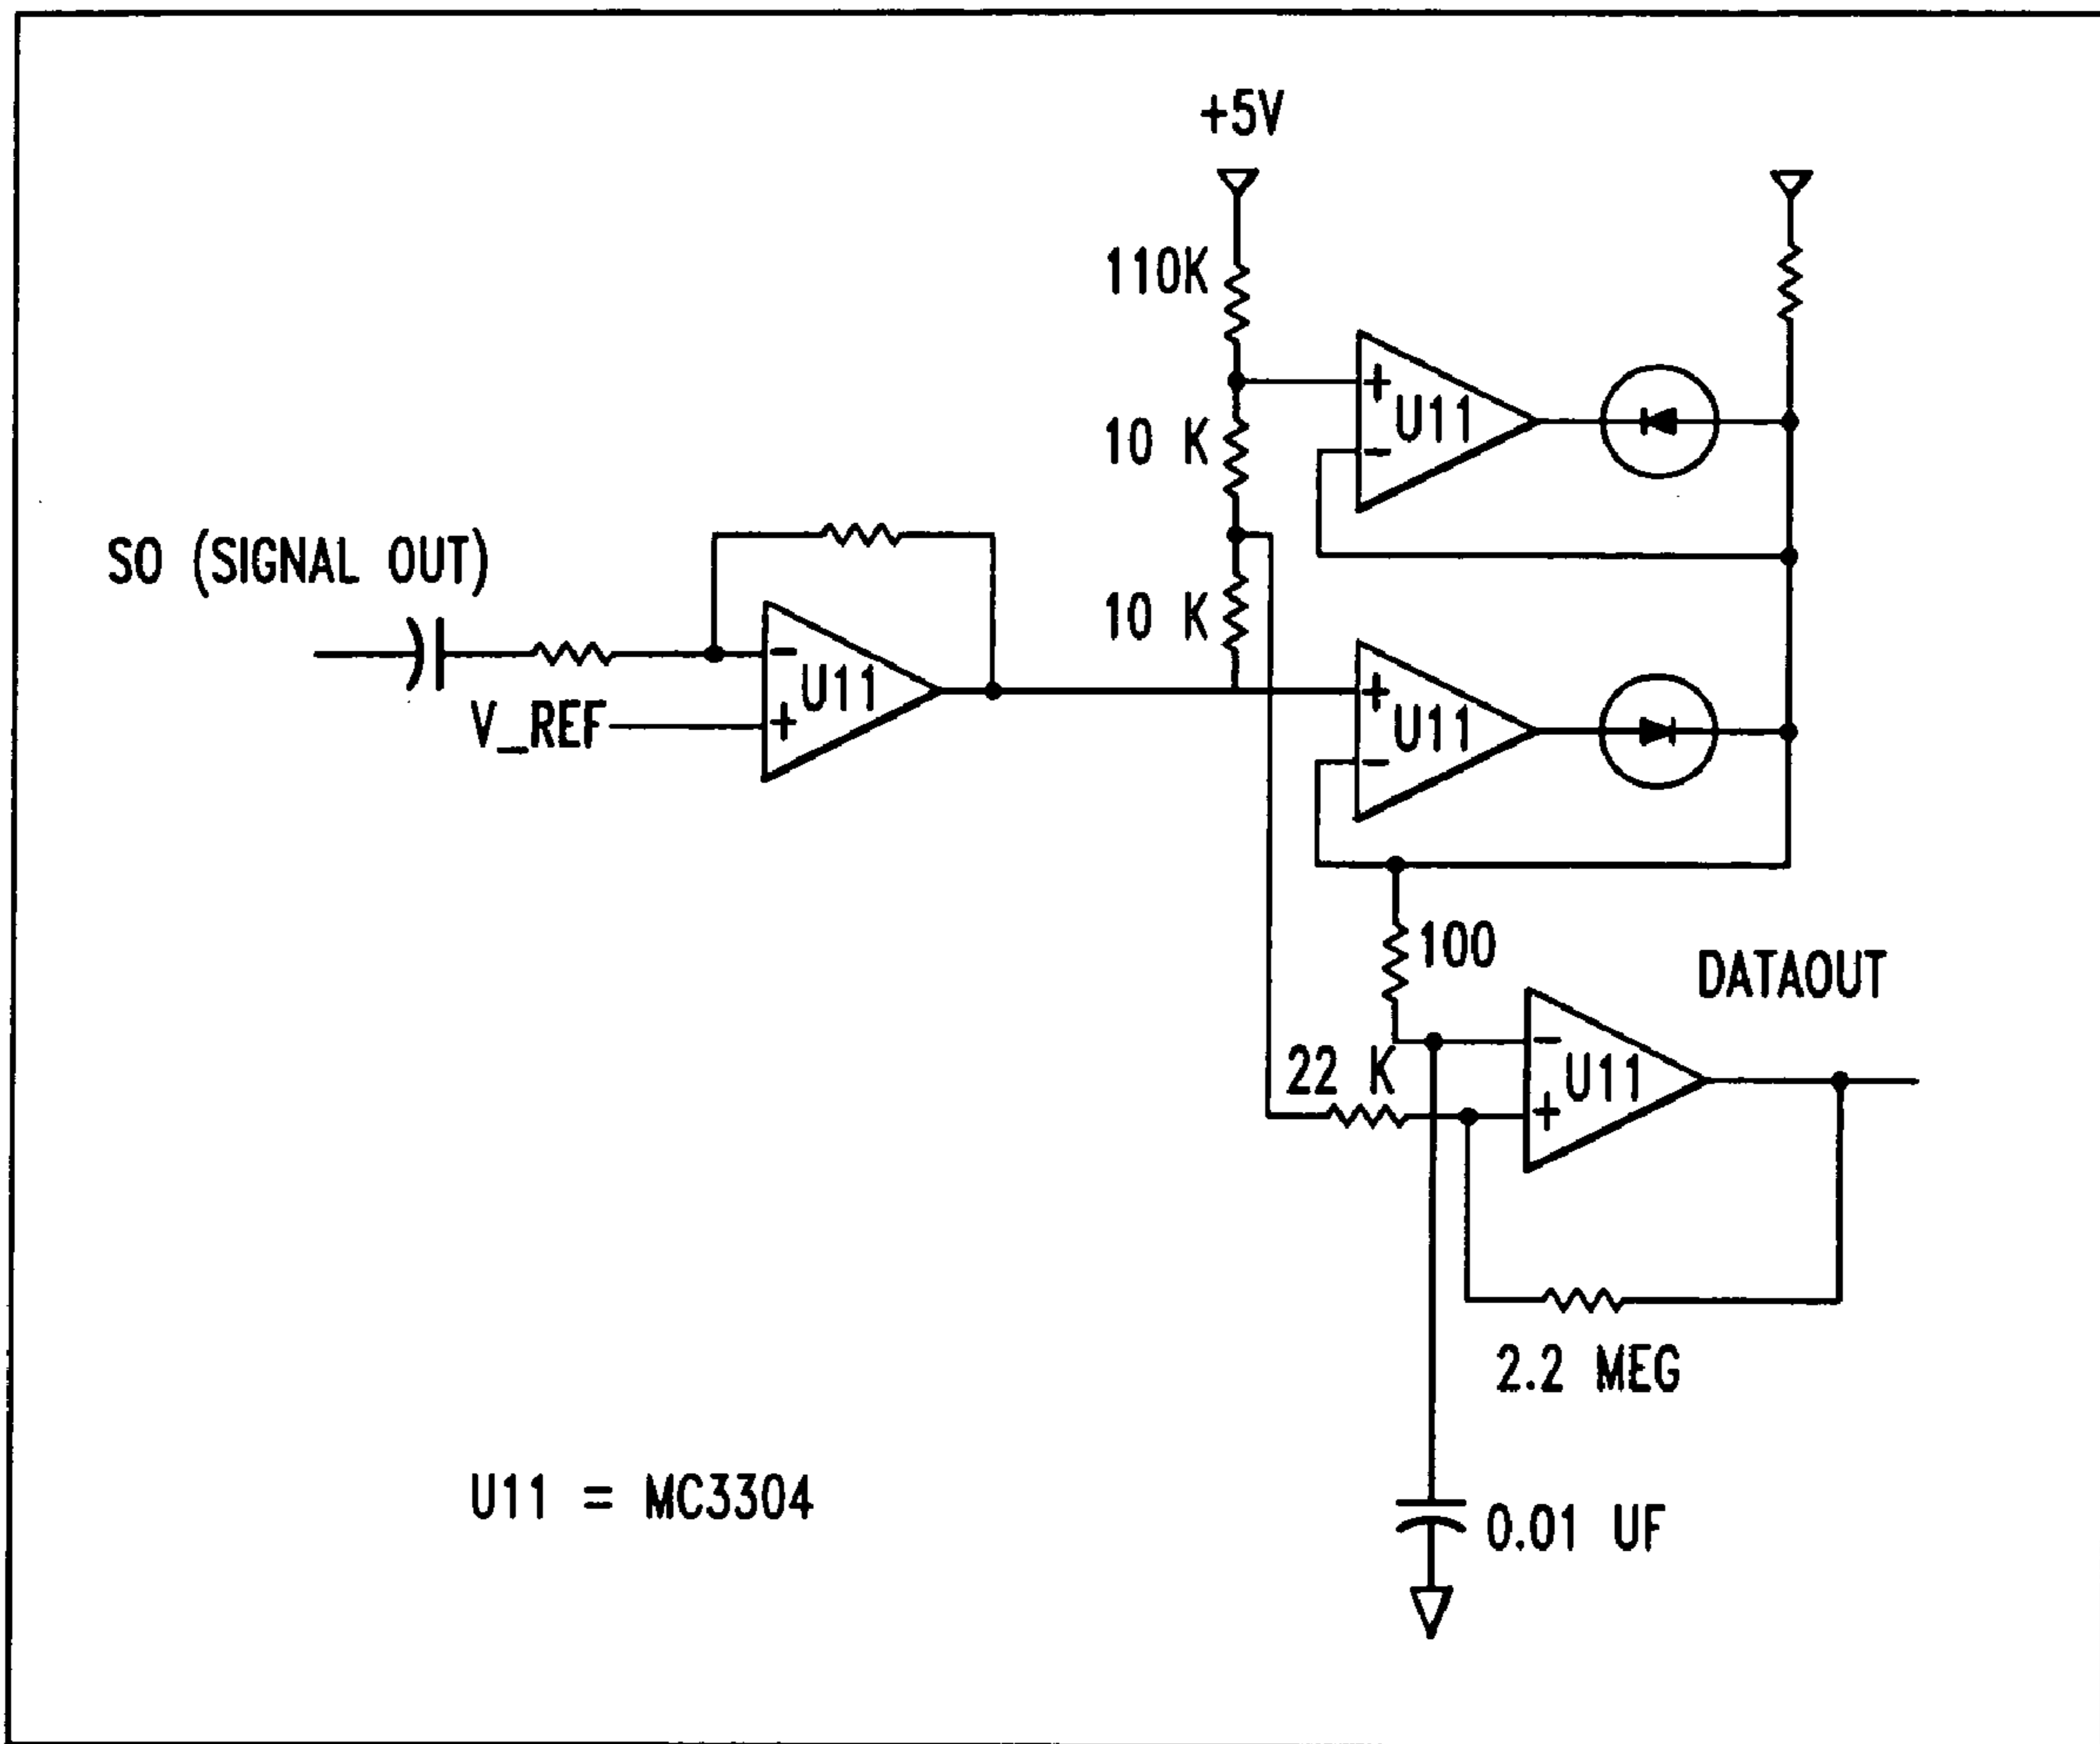 +5V
110K
+
U11
-
10 K
SO (SIGNAL OUT)
10 K
-
U11
+
V_REF
+
U11
-
100
DATAOUT
22 K
-
U11
+
2.2 MEG
U11 = MC3304
0.01 UF